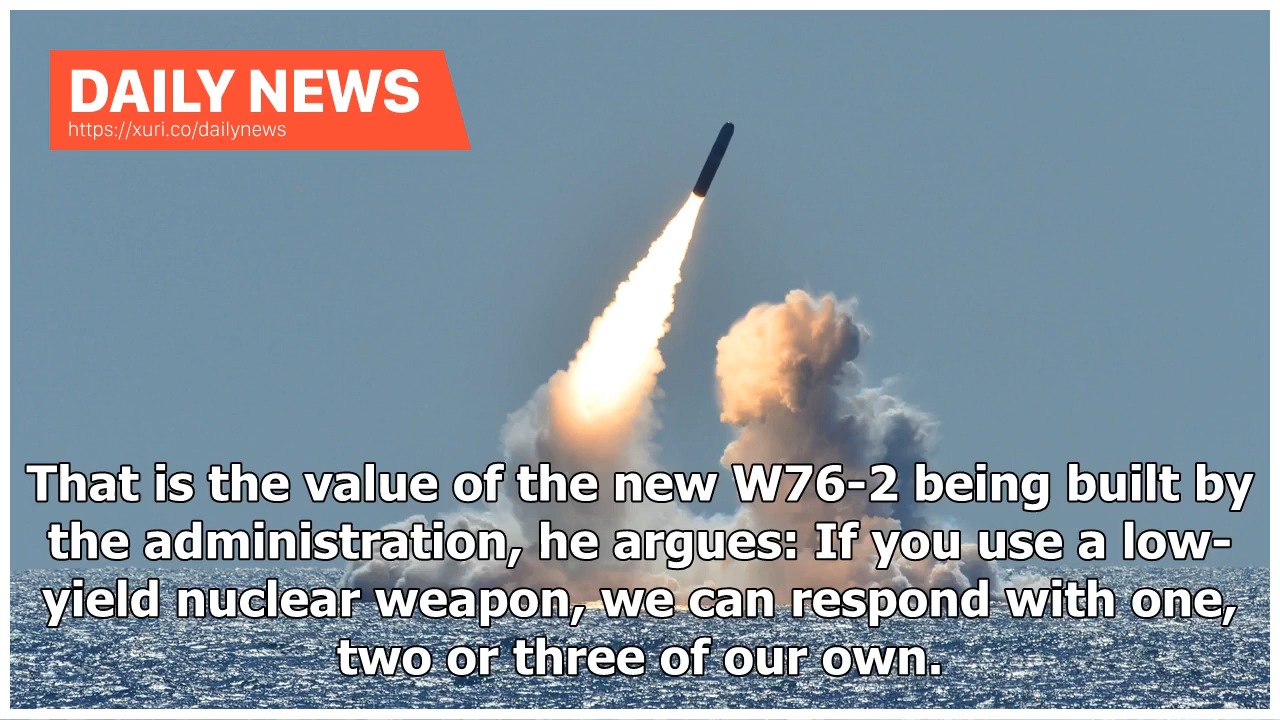 DAILY NEWS
https://xuri.co/dailynews
That is the value of the new W76-2 being built by
the administration, he argues: If you use a low-
yield nuclear weapon, we can respond with one,
two or three of our own.